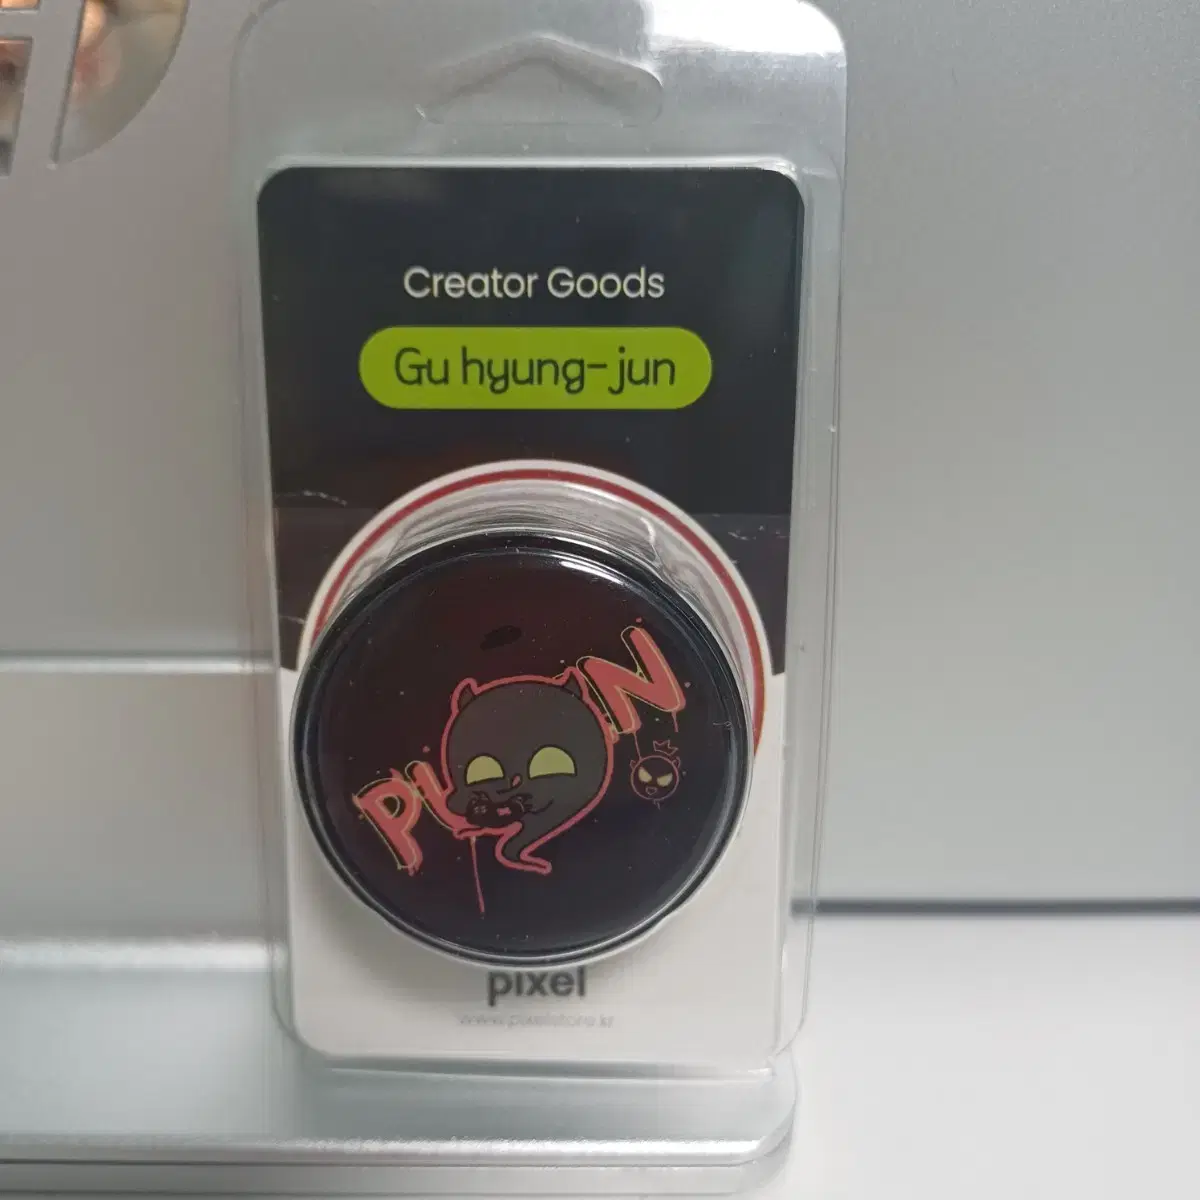 Creator Goods
Gu hyung-jun
N
PL
pixel
www.pixelstore.kr